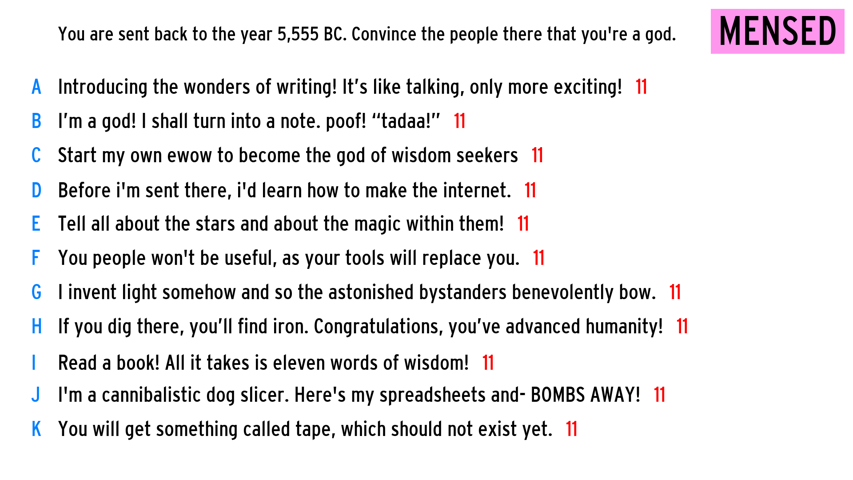 You are sent back to the year 5,555 BC. Convince the people there that you're a god.
MENSED
A Introducing the wonders of writing! It’s like talking, only more exciting! 11
B I’m a god! I shall turn into a note. poof! “tadaa!” 11
C Start my own ewow to become the god of wisdom seekers 11
D Before i'm sent there, i'd learn how to make the internet. 11
E Tell all about the stars and about the magic within them! 11
F You people won't be useful, as your tools will replace you. 11
G I invent light somehow and so the astonished bystanders benevolently bow. 11
H If you dig there, you’ll find iron. Congratulations, you’ve advanced humanity! 11
I Read a book! All it takes is eleven words of wisdom! 11
J I'm a cannibalistic dog slicer. Here's my spreadsheets and- BOMBS AWAY! 11
K You will get something called tape, which should not exist yet. 11